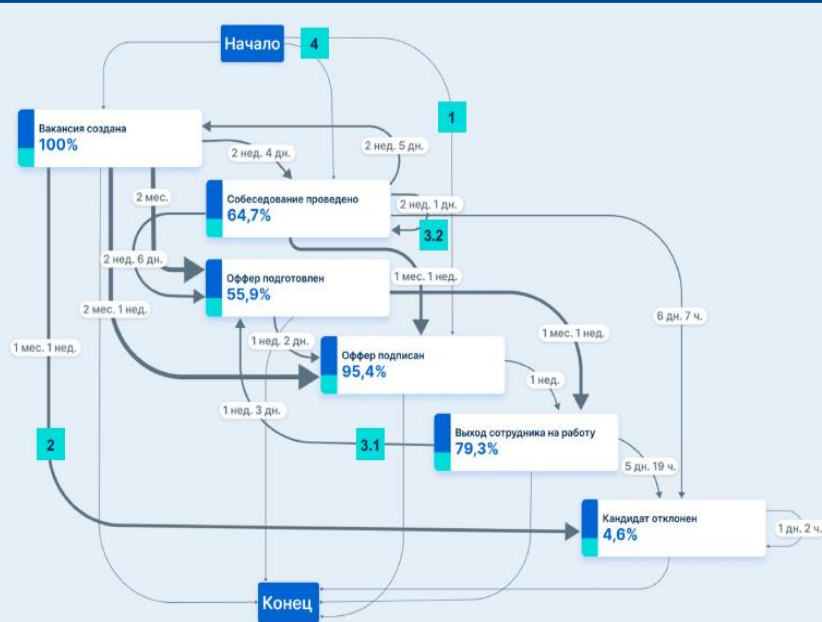 Начало
4
1
Вакансия создана
100%
2 нед. 4 дн.
2 нед. 5 дн.
2 мес.
Собеседование проведено
64,7%
2 нед. 1 дн.
3.2
2 нед. 6 дн.
Оффер подготовлен
55,9%
1 мес. 1 нед.
2 мес. 1 нед.
6 дн. 7 ч.
1 мес. 1 нед.
1 нед. 2 дн.
1 мес. 1 нед.
Оффер подписан
95,4%
1 нед.
1 нед. 3 дн.
2
3.1
Выход сотрудника на работу
79,3%
5 дн. 19 ч.
Кандидат отклонен
4,6%
1 дн. 2 ч.
Конец